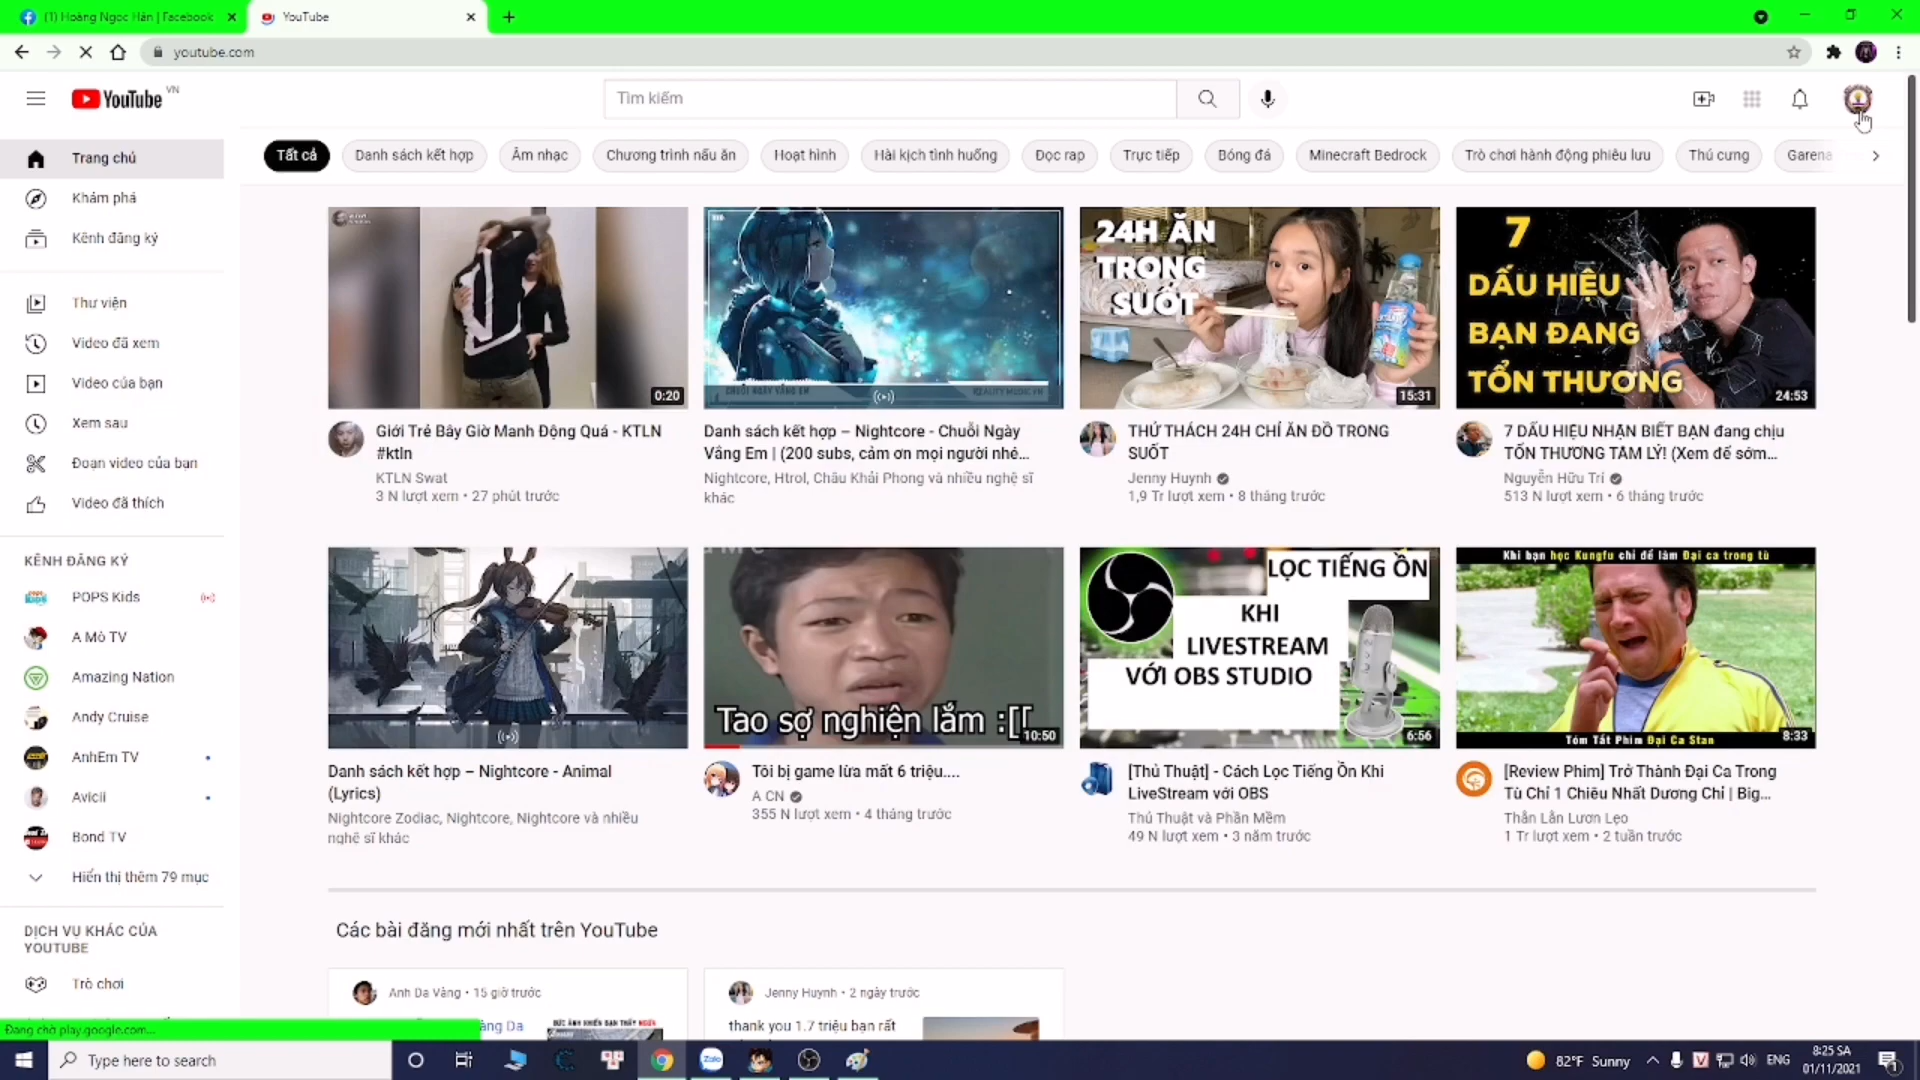 (1) Hoàng Ngọc Hân | Facebook
YouTube
youtube.com
YouTube VN
Tìm kiếm
Tất cả
Danh sách kết hợp
Âm nhạc
Chương trình nấu ăn
Hoạt hình
Hài kịch tình huống
Đọc rap
Trực tiếp
Bóng đá
Minecraft Bedrock
Trò chơi hành động phiêu lưu
Thú cưng
Garena
Trang chủ
Khám phá
Kênh đăng ký
Thư viện
Video đã xem
Video của bạn
Xem sau
Đoạn video của bạn
Video đã thích
KÊNH ĐĂNG KÝ
POPS Kids
A Mò TV
Amazing Nation
Andy Cruise
AnhEm TV
Avicii
Bond TV
Hiển thị thêm 79 mục
DỊCH VỤ KHÁC CỦA
YOUTUBE
Trò chơi
0:20
Giới Trẻ Bây Giờ Manh Động Quá - KTLN
#ktln
KTLN Swat
3 N lượt xem • 27 phút trước
Danh sách kết hợp – Nightcore - Chuỗi Ngày
Vắng Em | (200 subs, cảm ơn mọi người nhé...
Nightcore, Htrol, Châu Khải Phong và nhiều nghệ sĩ
khác
24H ĂN
TRONG
SUỐT
15:31
THỬ THÁCH 24H CHỈ ĂN ĐỒ TRONG
SUỐT
Jenny Huynh
1,9 Tr lượt xem • 8 tháng trước
7
DẤU HIỆU
BẠN ĐANG
TỔN THƯƠNG
24:53
7 DẤU HIỆU NHẬN BIẾT BẠN đang chịu
TỔN THƯƠNG TÂM LÝ! (Xem để sớm...
Nguyễn Hữu Trí
513 N lượt xem • 6 tháng trước
Danh sách kết hợp – Nightcore - Animal
(Lyrics)
Nightcore Zodiac, Nightcore, Nightcore và nhiều
nghệ sĩ khác
Tao sợ nghiện lắm :[[
10:50
Tôi bị game lừa mất 6 triệu....
A CN
355 N lượt xem • 4 tháng trước
LỌC TIẾNG ỒN
KHI
LIVESTREAM
VỚI OBS STUDIO
6:56
[Thủ Thuật] - Cách Lọc Tiếng Ồn Khi
LiveStream với OBS
Thủ Thuật và Phần Mềm
49 N lượt xem • 3 năm trước
Khi bạn học Kungfu chỉ để làm Đại ca trong tù
Tóm Tắt Phim Đại Ca Stan
8:33
[Review Phim] Trở Thành Đại Ca Trong
Tù Chỉ 1 Chiêu Nhất Dương Chỉ | Big...
Thằn Lằn Lươn Lẹo
1 Tr lượt xem • 2 tuần trước
Các bài đăng mới nhất trên YouTube
Anh Da Vàng • 15 giờ trước
àng Da
Jenny Huynh • 2 ngày trước
thank you 1.7 triệu bạn rất
Đang chờ play.google.com...
Type here to search
Zalo
82°F Sunny
ENG
8:25 SA
01/11/2021